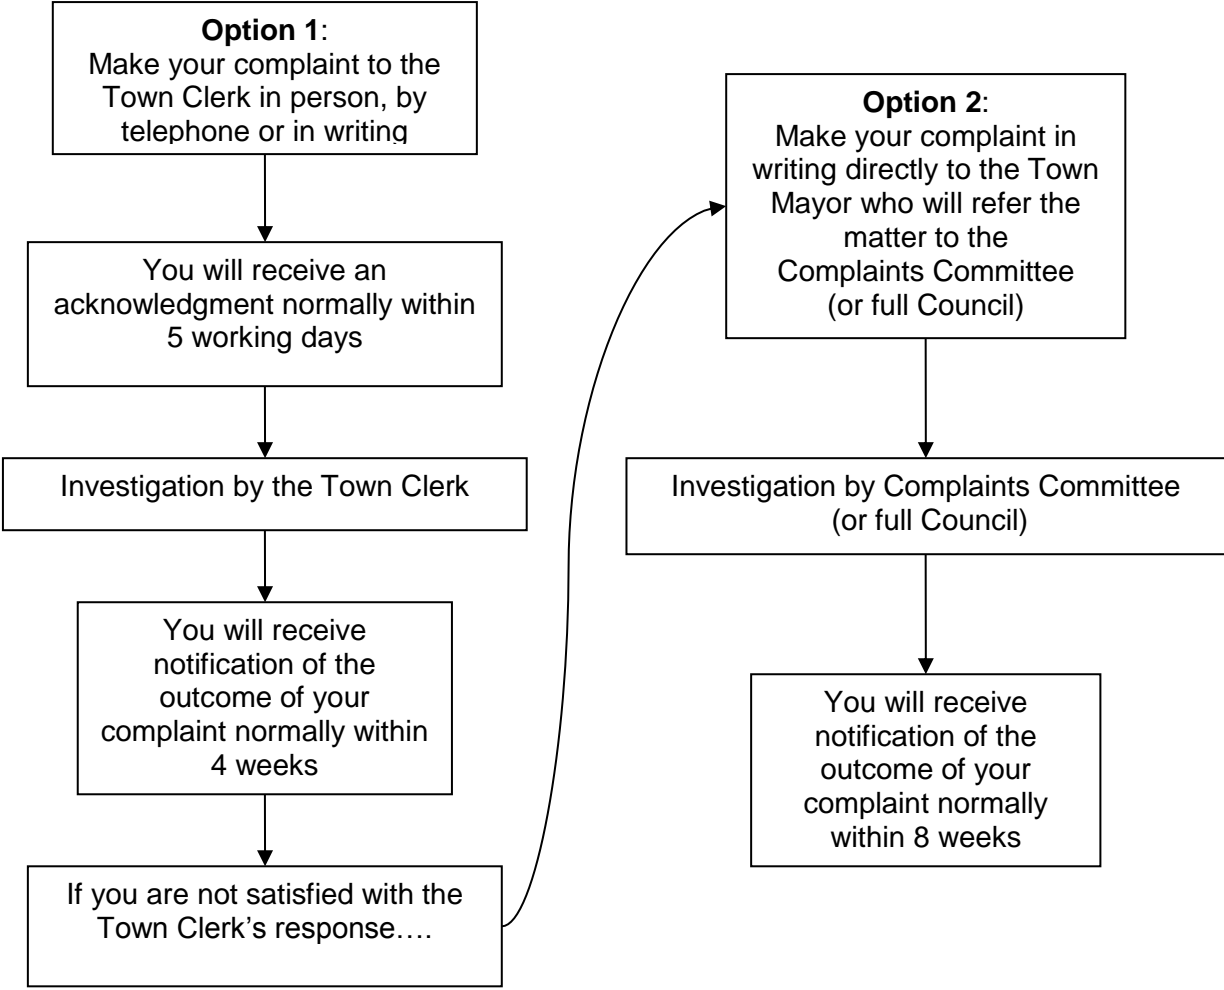 Option 1:
Make your complaint to the
Town Clerk in person, by
telephone or in writing
You will receive an
acknowledgment normally within
5 working days
Investigation by the Town Clerk
You will receive
notification of the
outcome of your
complaint normally within
4 weeks
If you are not satisfied with the
Town Clerk’s response….
Option 2:
Make your complaint in
writing directly to the Town
Mayor who will refer the
matter to the
Complaints Committee
(or full Council)
Investigation by Complaints Committee
(or full Council)
You will receive
notification of the
outcome of your
complaint normally
within 8 weeks